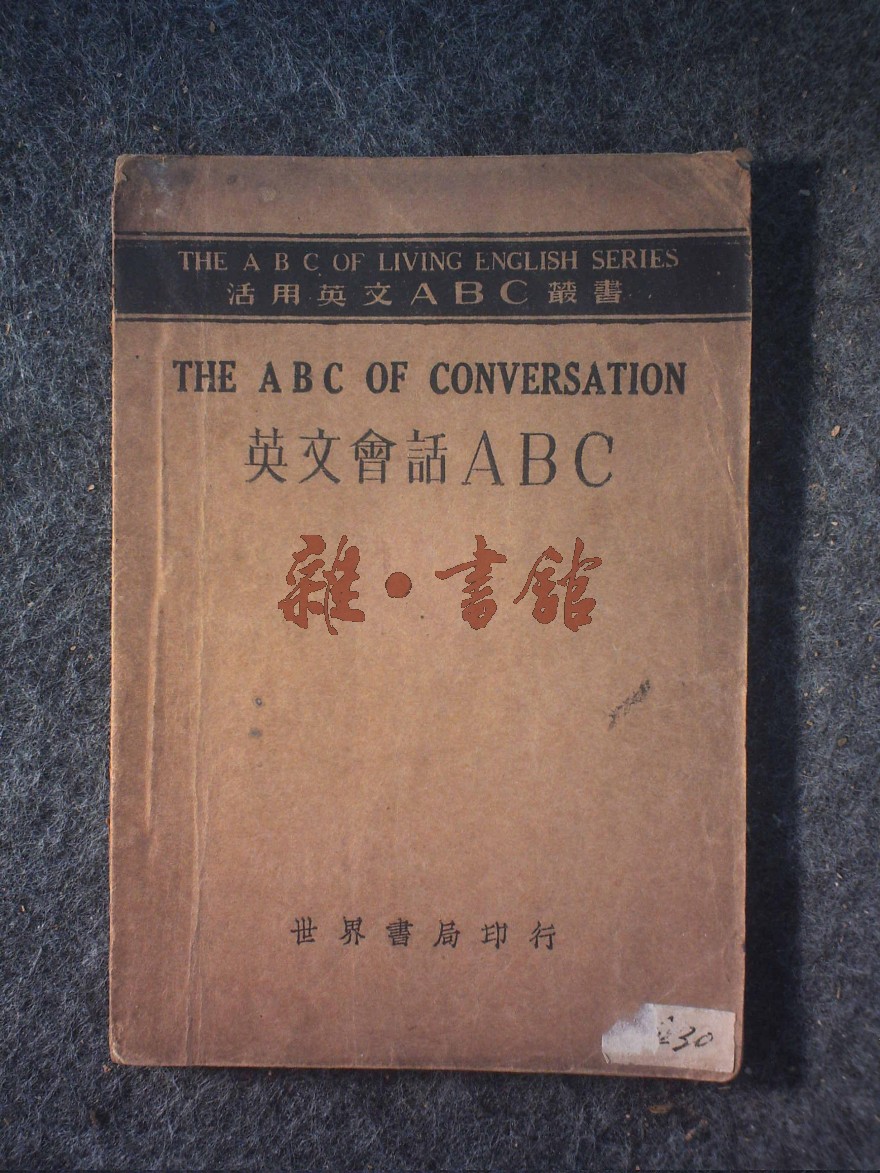 THE A B C OF LIVING ENGLISH SERIES
活用英文ABC叢書
THE ABC OF CONVERSATION
英文會話ABC
雜·書館
世界書局印行
30